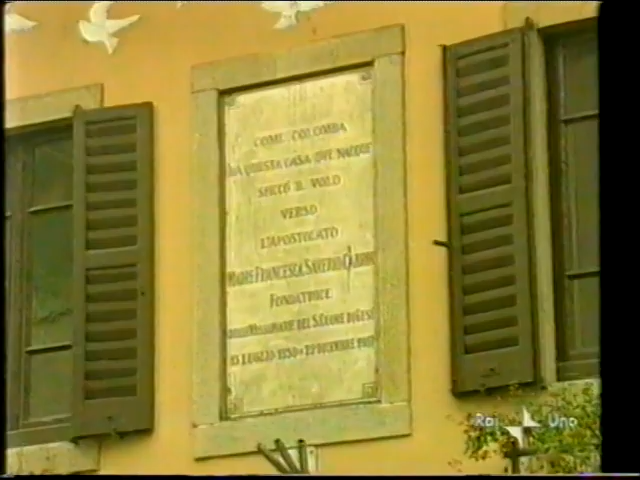 COME COLOMBA
DA QUESTA CASA OVE NACQUE
SPICCÒ IL VOLO
VERSO
L'APOSTOLATO
MADRE FRANCESCA SAVERIO CABRINI
FONDATRICE
DELLE MISSIONARIE DEL S. CUORE DI GESÙ
15 LUGLIO 1850 + 22 DICEMBRE 1917
Rai Uno